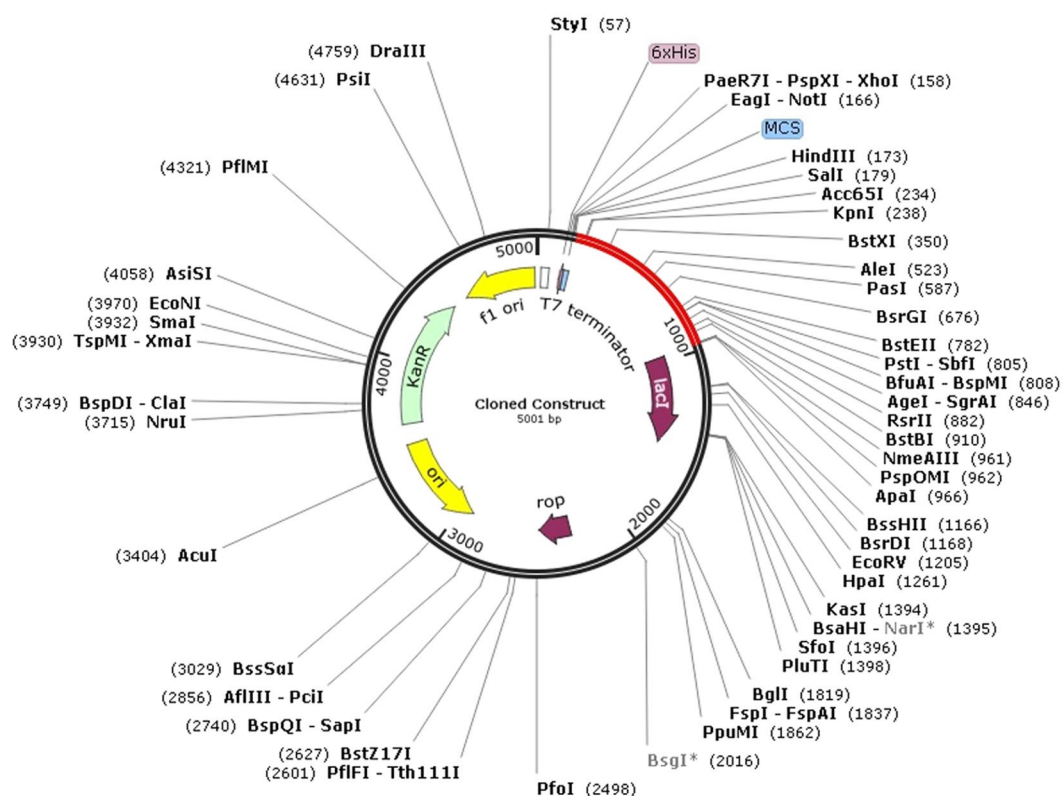 StyI (57)
6xHis
PaeR7I - PspXI - XhoI (158)
EagI - NotI (166)
MCS
HindIII (173)
SalI (179)
Acc65I (234)
KpnI (238)
BstXI (350)
AleI (523)
PasI (587)
BsrGI (676)
BstEII (782)
PstI - SbfI (805)
BfuAI - BspMI (808)
AgeI - SgrAI (846)
RsrII (882)
BstBI (910)
NmeAIII (961)
PspOMI (962)
ApaI (966)
BssHII (1166)
BsrDI (1168)
EcoRV (1205)
HpaI (1261)
KasI (1394)
BsaHI - NarI* (1395)
SfoI (1396)
PluTI (1398)
BglI (1819)
FspI - FspAI (1837)
PpuMI (1862)
BsgI* (2016)
PfoI (2498)
(2601) PflFI - Tth111I
(2627) BstZ17I
(2740) BspQI - SapI
(2856) AflIII - PciI
(3029) BssSαI
(3404) AcuI
(3715) NruI
(3749) BspDI - ClaI
(3930) TspMI - XmaI
(3932) SmaI
(3970) EcoNI
(4058) AsiSI
(4321) PflMI
(4631) PsiI
(4759) DraIII
5000
1000
2000
3000
4000
f1 ori
T7 terminator
lacI
rop
ori
KanR
Cloned Construct
5001 bp